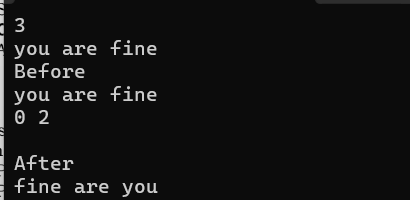 3
you are fine
Before
you are fine
0 2
After
fine are you